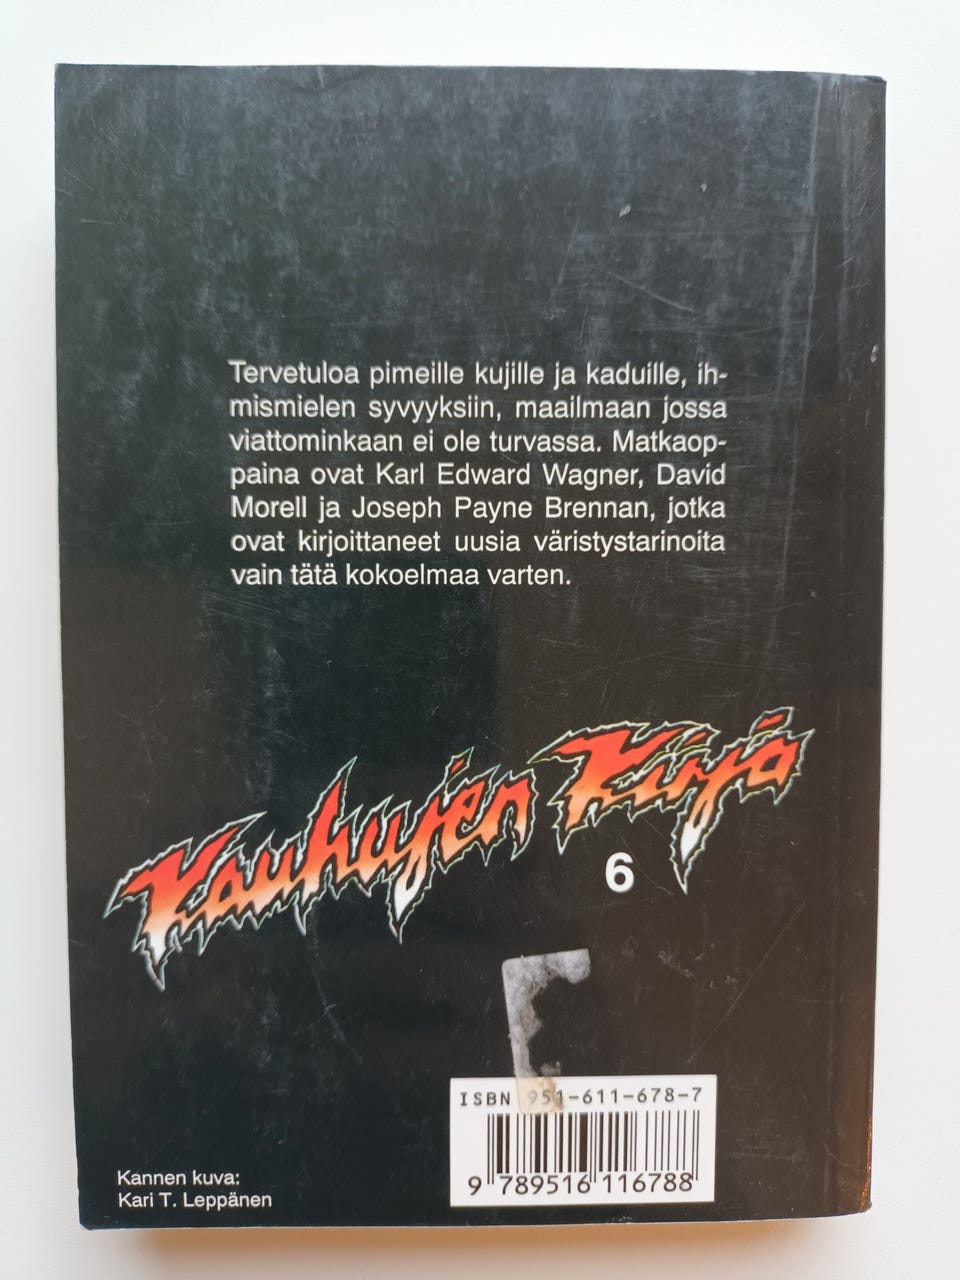 Tervetuloa pimeille kujille ja kaduille, ih-
mismielen syvyyksiin, maailmaan jossa
viattominkaan ei ole turvassa. Matkaop-
paina ovat Karl Edward Wagner, David
Morell ja Joseph Payne Brennan, jotka
ovat kirjoittaneet uusia väristystarinoita
vain tätä kokoelmaa varten.
Kauhujen Kirja
6
ISBN 951-611-678-7
9 789516 116788
Kannen kuva:
Kari T. Leppänen